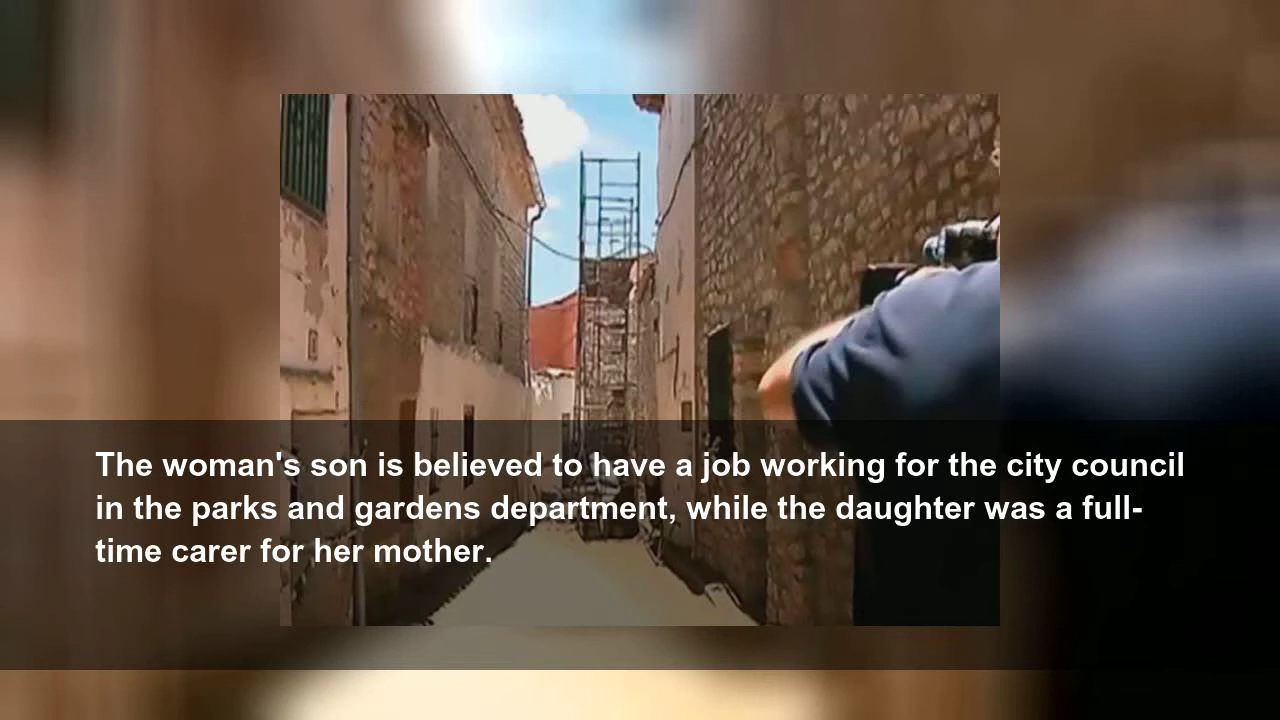 The woman's son is believed to have a job working for the city council
in the parks and gardens department, while the daughter was a full-
time carer for her mother.